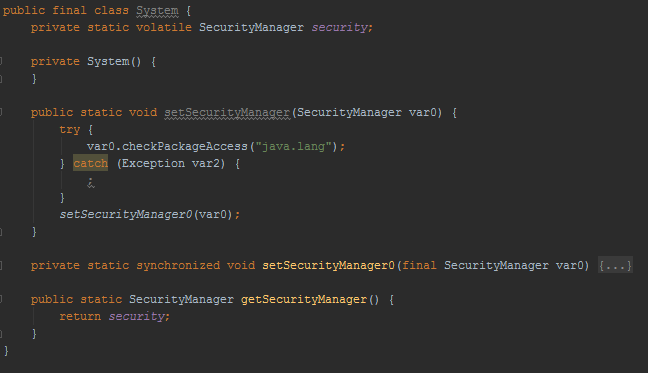 public final class System {
    private static volatile SecurityManager security;
    private System() {
    }
    public static void setSecurityManager(SecurityManager var0) {
        try {
            var0.checkPackageAccess("java.lang");
        } catch (Exception var2) {
            ;
        }
        setSecurityManager0(var0);
    }
    private static synchronized void setSecurityManager0(final SecurityManager var0) {...}
    public static SecurityManager getSecurityManager() {
        return security;
    }
}